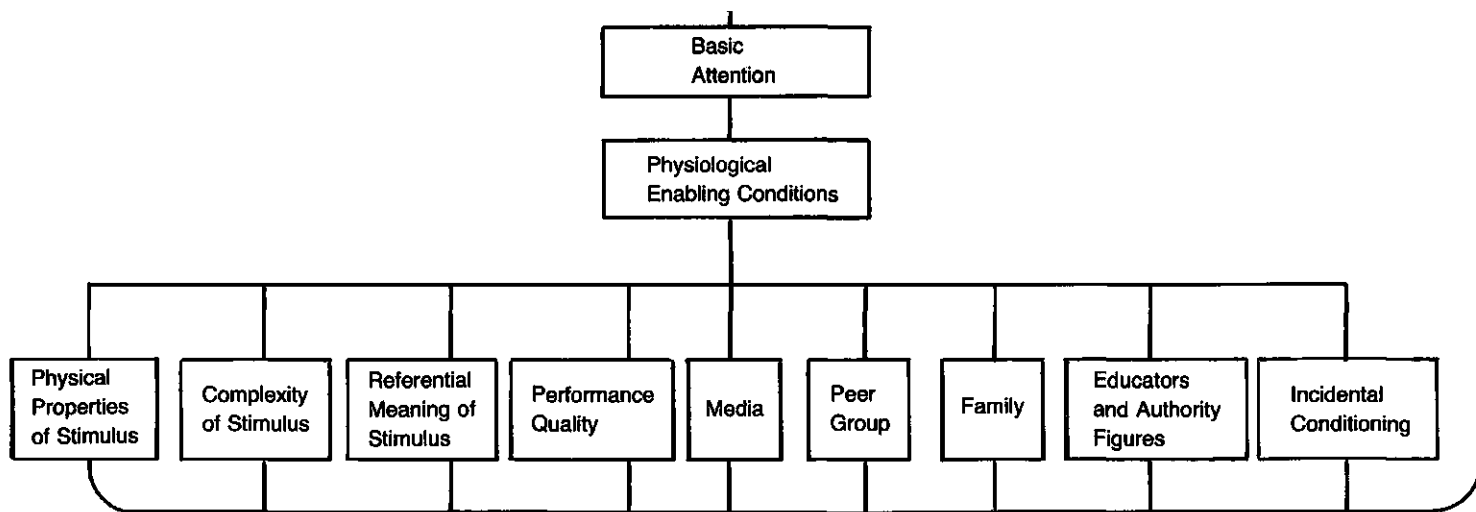 Basic
Attention
Physiological
Enabling Conditions
Physical
Properties
of Stimulus
Complexity
of Stimulus
Referential
Meaning of
Stimulus
Performance
Quality
Media
Peer
Group
Family
Educators
and Authority
Figures
Incidental
Conditioning